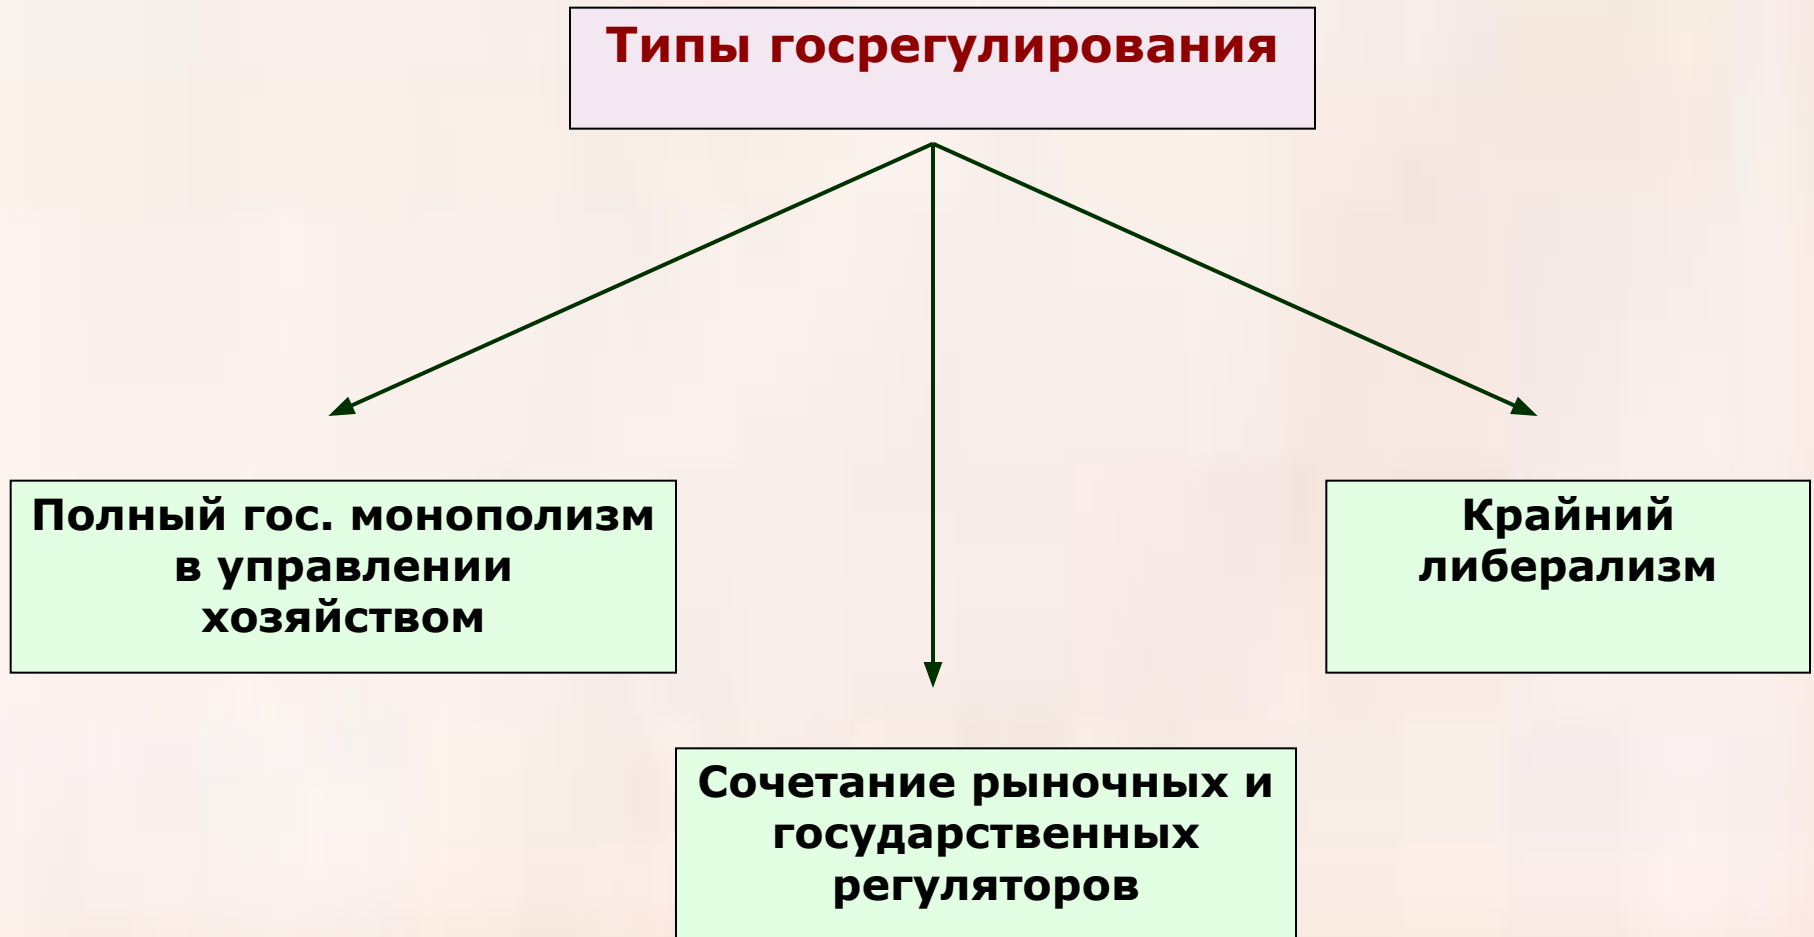 Типы госрегулирования
Полный гос. монополизм
в управлении
хозяйством
Крайний
либерализм
Сочетание рыночных и
государственных
регуляторов